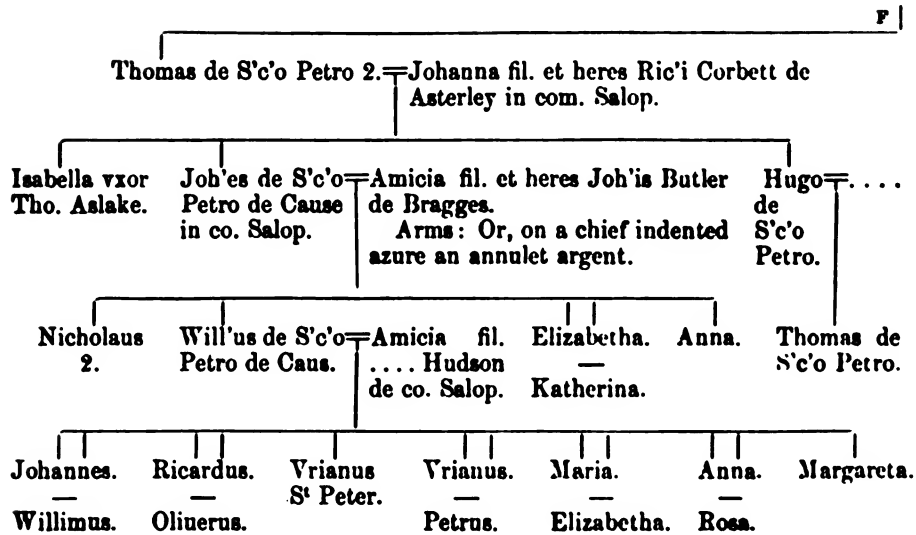 F
Thomas de S'c'o Petro 2.=Johanna fil. et heres Ric'i Corbett de
Asterley in com. Salop.
Isabella vxor
Tho. Aslake.
Joh'es de S'c'o
Petro de Cause
in co. Salop.
=Amicia fil. et heres Joh'is Butler
de Bragges.
Arms: Or, on a chief indented
azure an annulet argent.
Hugo=....
de
S'c'o
Petro.
Nicholaus
2.
Will'us de S'c'o
Petro de Caus.
=Amicia fil.
.... Hudson
de co. Salop.
Elizabetha.
—
Katherina.
Anna.
Thomas de
S'c'o Petro.
Johannes.
—
Willimus.
Ricardus.
—
Oliuerus.
Vrianus
St Peter.
Vrianus.
—
Petrus.
Maria.
—
Elizabetha.
Anna.
—
Rosa.
Margareta.